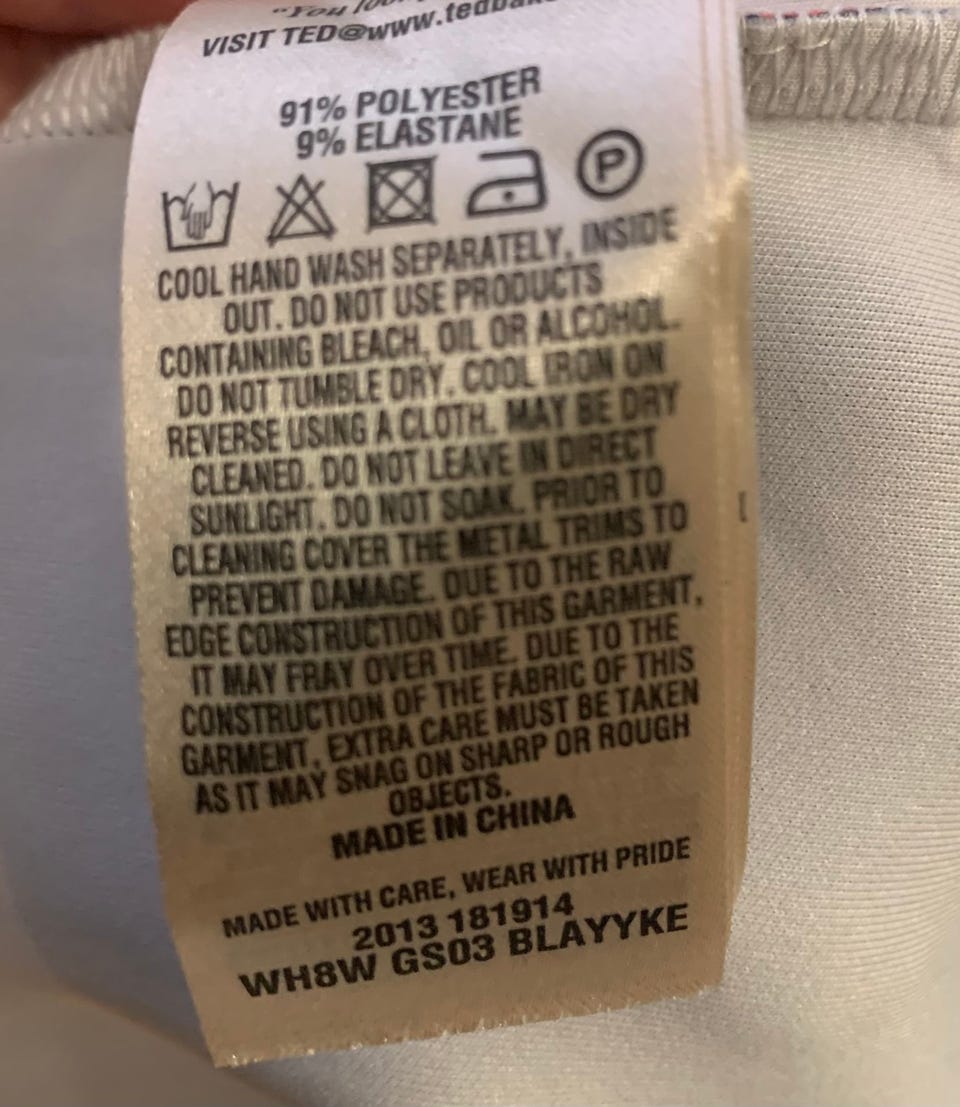 "You
VISIT TED@www.tedba
91% POLYESTER
9% ELASTANE
P
COOL HAND WASH SEPARATELY, INSIDE
OUT. DO NOT USE PRODUCTS
CONTAINING BLEACH, OIL OR ALCOHOL.
DO NOT TUMBLE DRY. COOL IRON ON
REVERSE USING A CLOTH. MAY BE DRY
CLEANED. DO NOT LEAVE IN DIRECT
SUNLIGHT. DO NOT SOAK. PRIOR TO
CLEANING COVER THE METAL TRIMS TO
PREVENT DAMAGE. DUE TO THE RAW
EDGE CONSTRUCTION OF THIS GARMENT,
IT MAY FRAY OVER TIME. DUE TO THE
CONSTRUCTION OF THE FABRIC OF THIS
GARMENT, EXTRA CARE MUST BE TAKEN
AS IT MAY SNAG ON SHARP OR ROUGH
OBJECTS.
MADE IN CHINA
MADE WITH CARE, WEAR WITH PRIDE
2013 181914
WH8W GS03 BLAYYKE